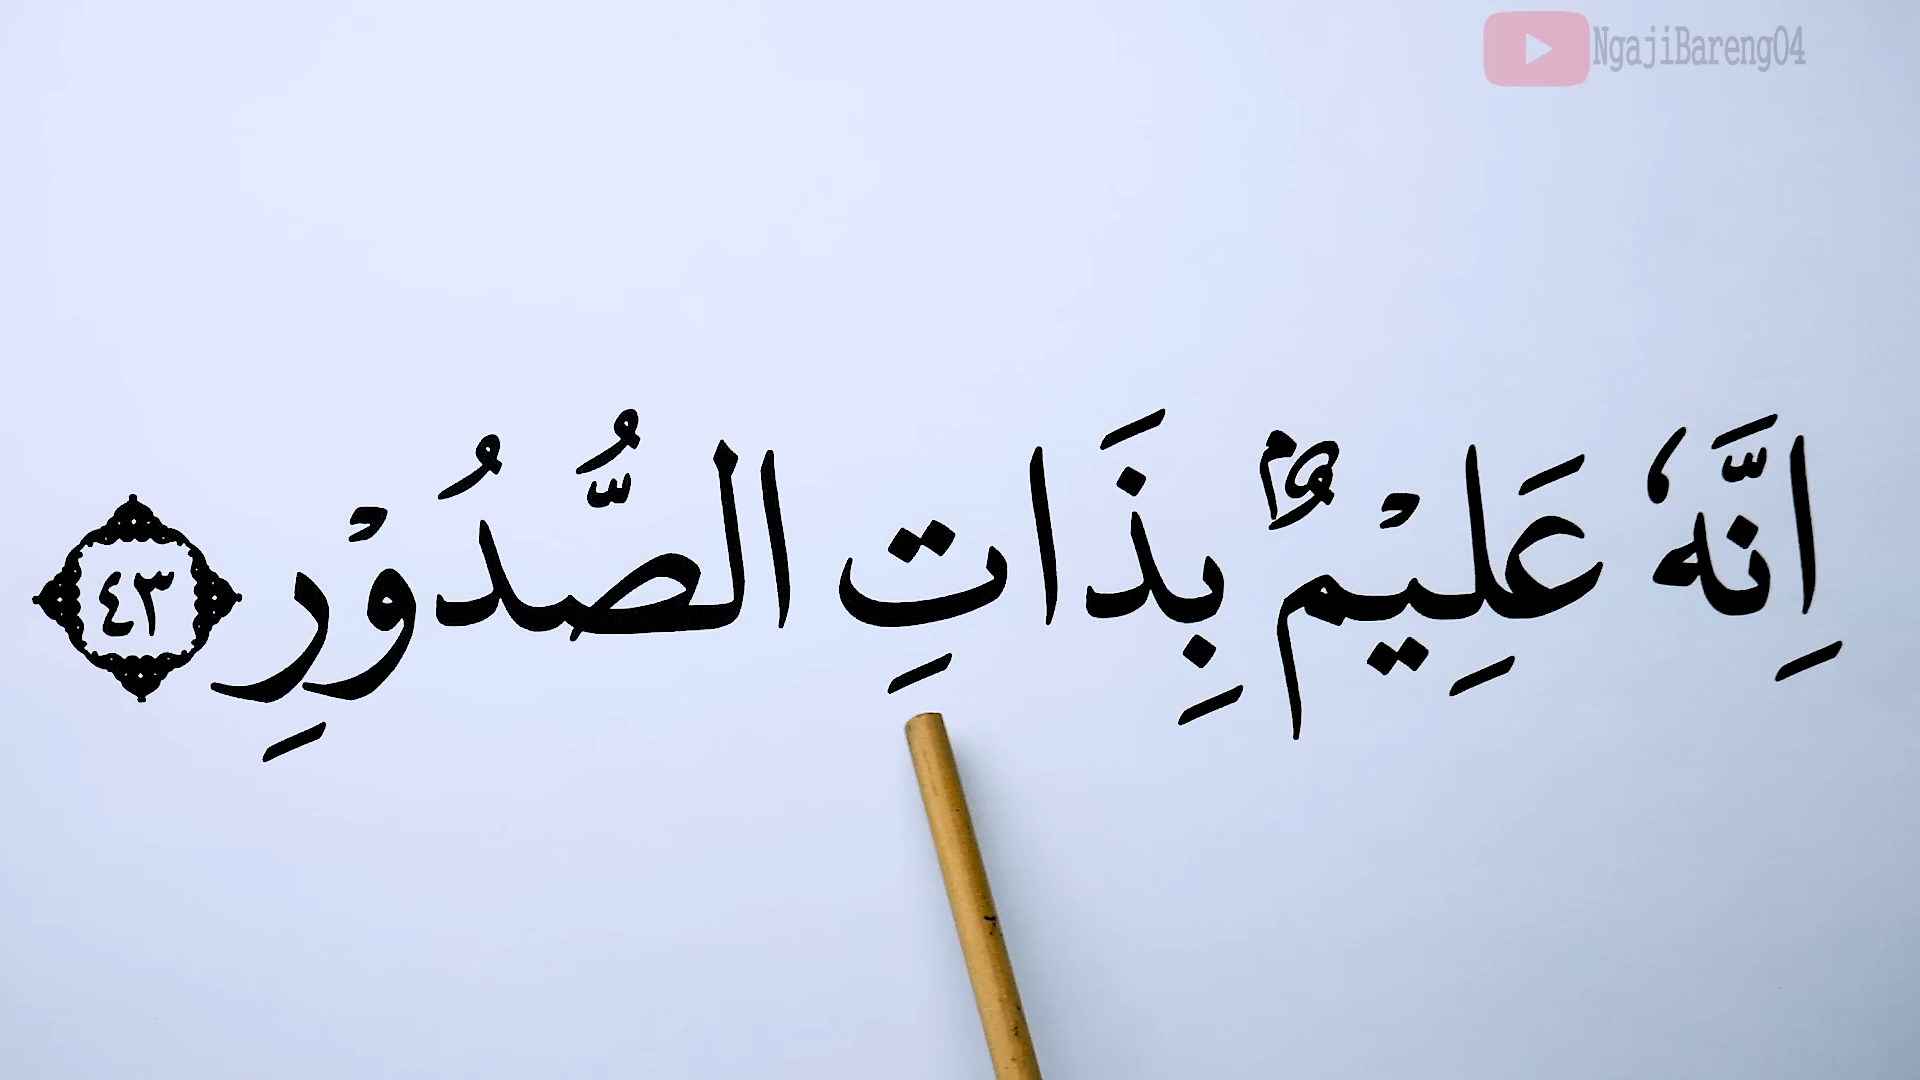 NgajiBareng04
اِنَّهٗ عَلِيْمٌۢ بِذَاتِ الصُّدُوْرِ ٤٣